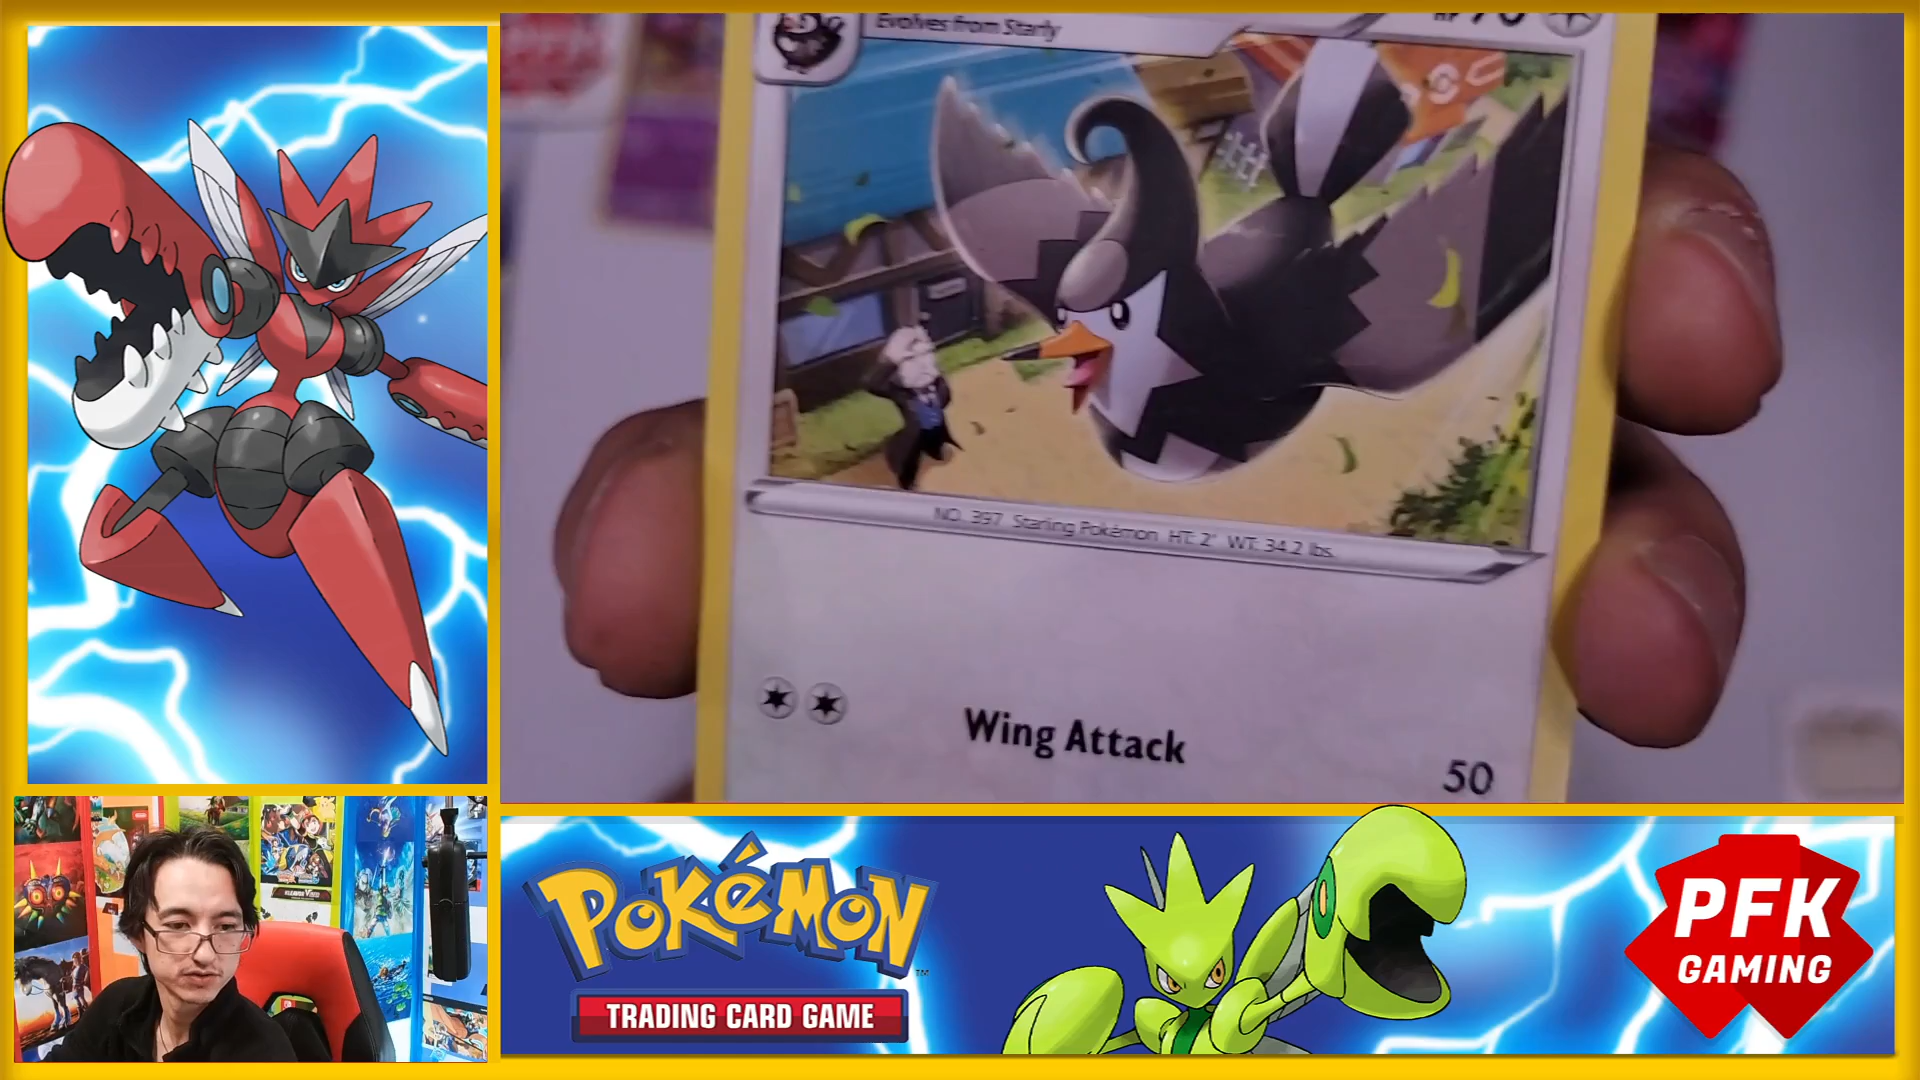 Evolves from Starly
NO. 397 Starling Pokémon HT: 2' WT: 34.2 lbs.
Wing Attack
50
POKéMON
TM
TRADING CARD GAME
PFK
GAMING